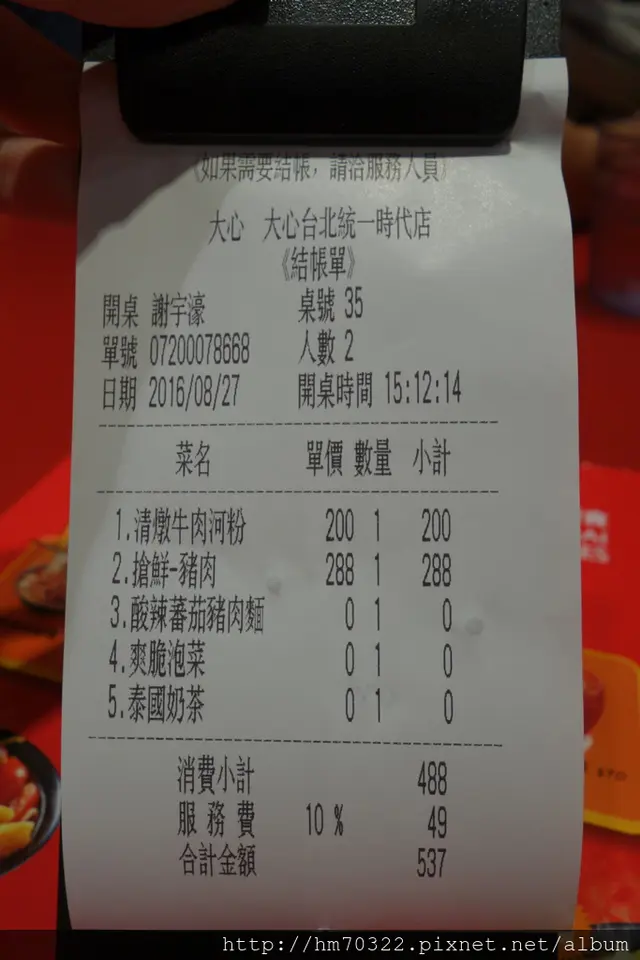 《如果需要結帳，請洽服務人員》
大心 大心台北統一時代店
《結帳單》
開桌 謝宇濠 桌號 35
單號 07200078668 人數 2
日期 2016/08/27 開桌時間 15:12:14
菜名 單價 數量 小計
1.清燉牛肉河粉 200 1 200
2.搶鮮-豬肉 288 1 288
3.酸辣蕃茄豬肉麵 0 1 0
4.爽脆泡菜 0 1 0
5.泰國奶茶 0 1 0
消費小計 488
服務費 10 % 49
合計金額 537
http://hm70322.pixnet.net/album